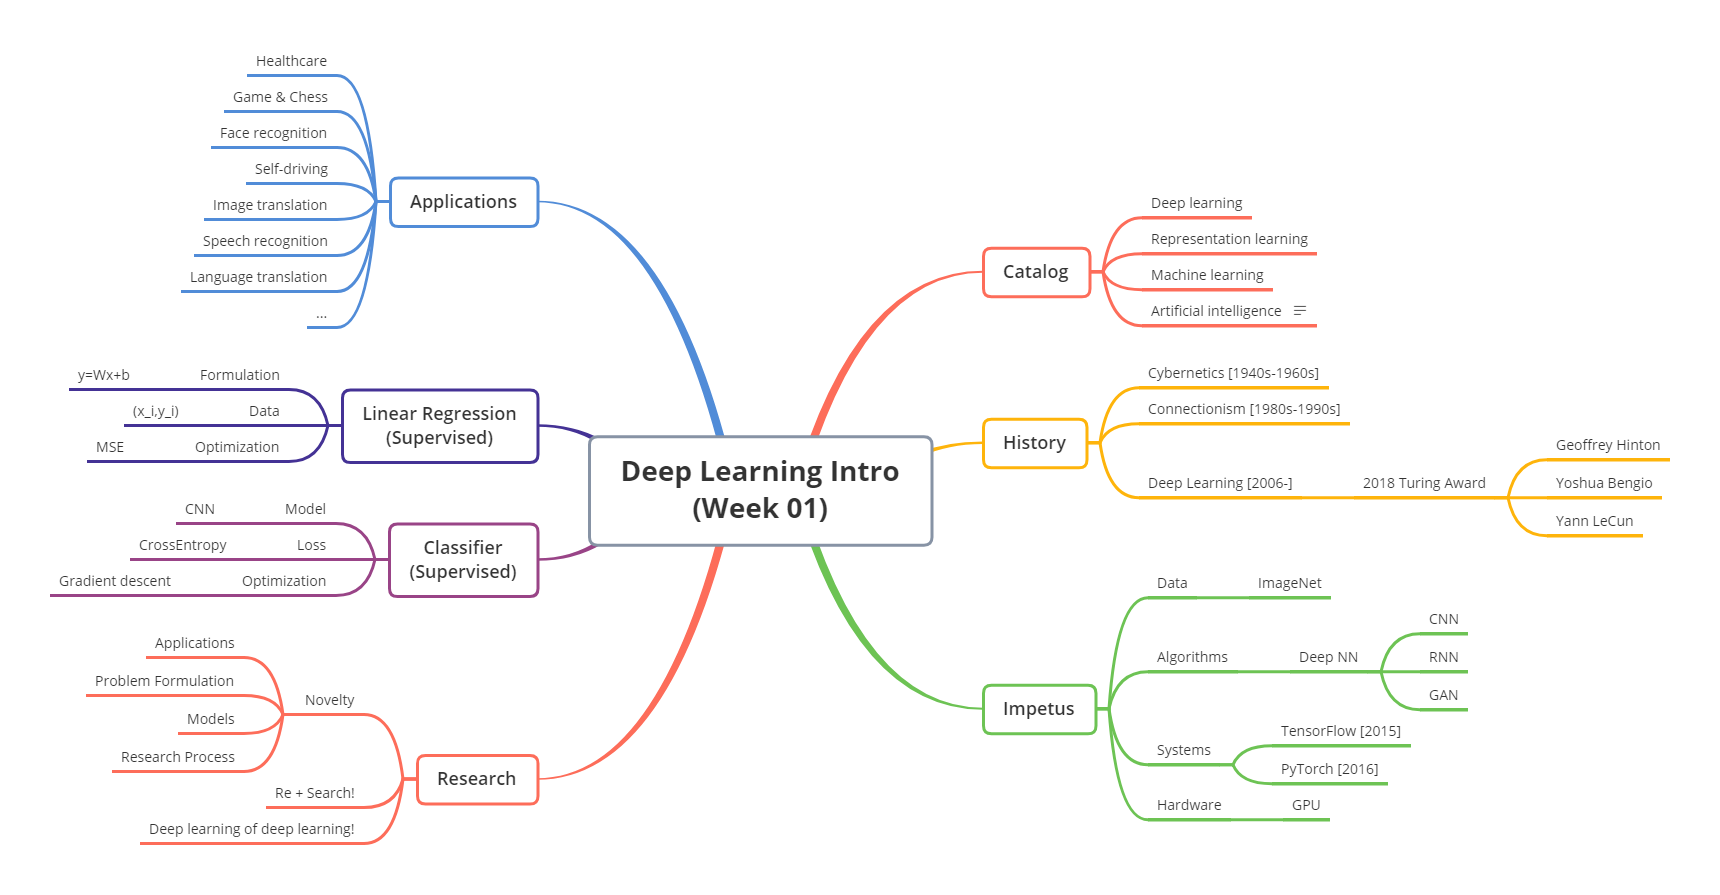 Deep Learning Intro
(Week 01)
Applications
Healthcare
Game & Chess
Face recognition
Self-driving
Image translation
Speech recognition
Language translation
...
Linear Regression
(Supervised)
Formulation
y=Wx+b
Data
(x_i,y_i)
Optimization
MSE
Classifier
(Supervised)
Model
CNN
Loss
CrossEntropy
Optimization
Gradient descent
Research
Novelty
Applications
Problem Formulation
Models
Research Process
Re + Search!
Deep learning of deep learning!
Catalog
Deep learning
Representation learning
Machine learning
Artificial intelligence
History
Cybernetics [1940s-1960s]
Connectionism [1980s-1990s]
Deep Learning [2006-]
2018 Turing Award
Geoffrey Hinton
Yoshua Bengio
Yann LeCun
Impetus
Data
ImageNet
Algorithms
Deep NN
CNN
RNN
GAN
Systems
TensorFlow [2015]
PyTorch [2016]
Hardware
GPU